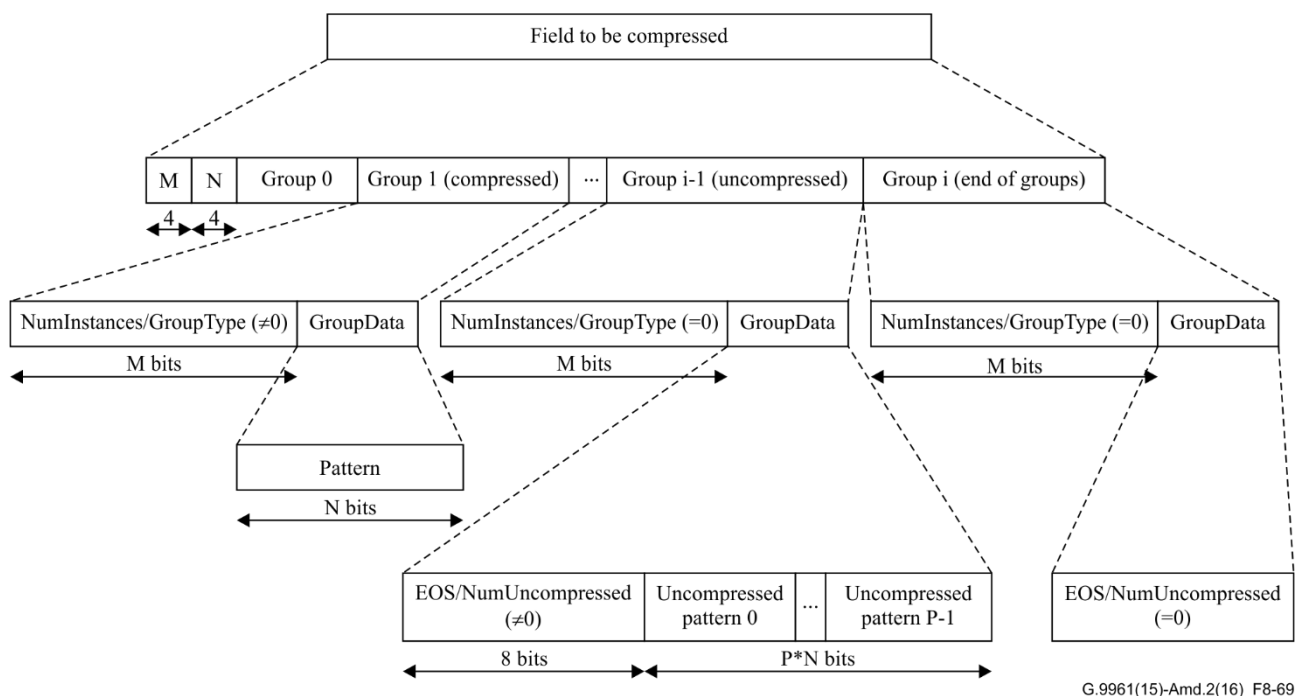 Field to be compressed
M
N
Group 0
Group 1 (compressed)
...
Group i-1 (uncompressed)
Group i (end of groups)
4
4
NumInstances/GroupType (≠0)
GroupData
NumInstances/GroupType (=0)
GroupData
NumInstances/GroupType (=0)
GroupData
M bits
M bits
M bits
Pattern
N bits
EOS/NumUncompressed
(≠0)
Uncompressed
pattern 0
...
Uncompressed
pattern P-1
EOS/NumUncompressed
(=0)
8 bits
P*N bits
G.9961(15)-Amd.2(16)_F8-69